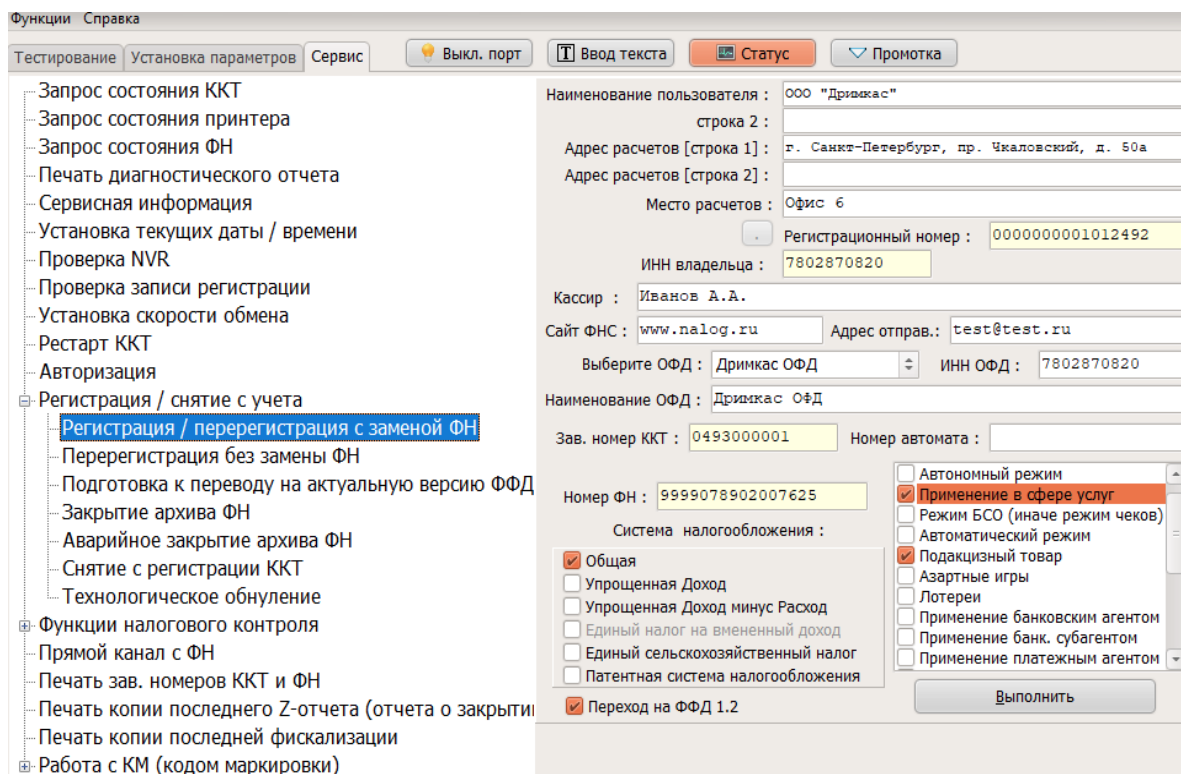 Функции Справка
Тестирование Установка параметров Сервис Выкл. порт Ввод текста Статус Промотка
Запрос состояния ККТ
Запрос состояния принтера
Запрос состояния ФН
Печать диагностического отчета
Сервисная информация
Установка текущих даты / времени
Проверка NVR
Проверка записи регистрации
Установка скорости обмена
Рестарт ККТ
Авторизация
Регистрация / снятие с учета
Регистрация / перерегистрация с заменой ФН
Перерегистрация без замены ФН
Подготовка к переводу на актуальную версию ФФД
Закрытие архива ФН
Аварийное закрытие архива ФН
Снятие с регистрации ККТ
Технологическое обнуление
Функции налогового контроля
Прямой канал с ФН
Печать зав. номеров ККТ и ФН
Печать копии последнего Z-отчета (отчета о закрыти
Печать копии последней фискализации
Работа с КМ (кодом маркировки)
Наименование пользователя : ООО "Дримкас"
строка 2 :
Адрес расчетов [строка 1] : г. Санкт-Петербург, пр. Чкаловский, д. 50а
Адрес расчетов [строка 2] :
Место расчетов : Офис 6
. Регистрационный номер : 0000000001012492
ИНН владельца : 7802870820
Кассир : Иванов А.А.
Сайт ФНС : www.nalog.ru Адрес отправ.: test@test.ru
Выберите ОФД : Дримкас ОФД ИНН ОФД : 7802870820
Наименование ОФД : Дримкас ОФД
Зав. номер ККТ : 0493000001 Номер автомата :
Номер ФН : 9999078902007625
Система налогообложения :
Общая
Упрощенная Доход
Упрощенная Доход минус Расход
Единый налог на вмененный доход
Единый сельскохозяйственный налог
Патентная система налогообложения
Переход на ФФД 1.2
Автономный режим
Применение в сфере услуг
Режим БСО (иначе режим чеков)
Автоматический режим
Подакцизный товар
Азартные игры
Лотереи
Применение банковским агентом
Применение банк. субагентом
Применение платежным агентом
Выполнить